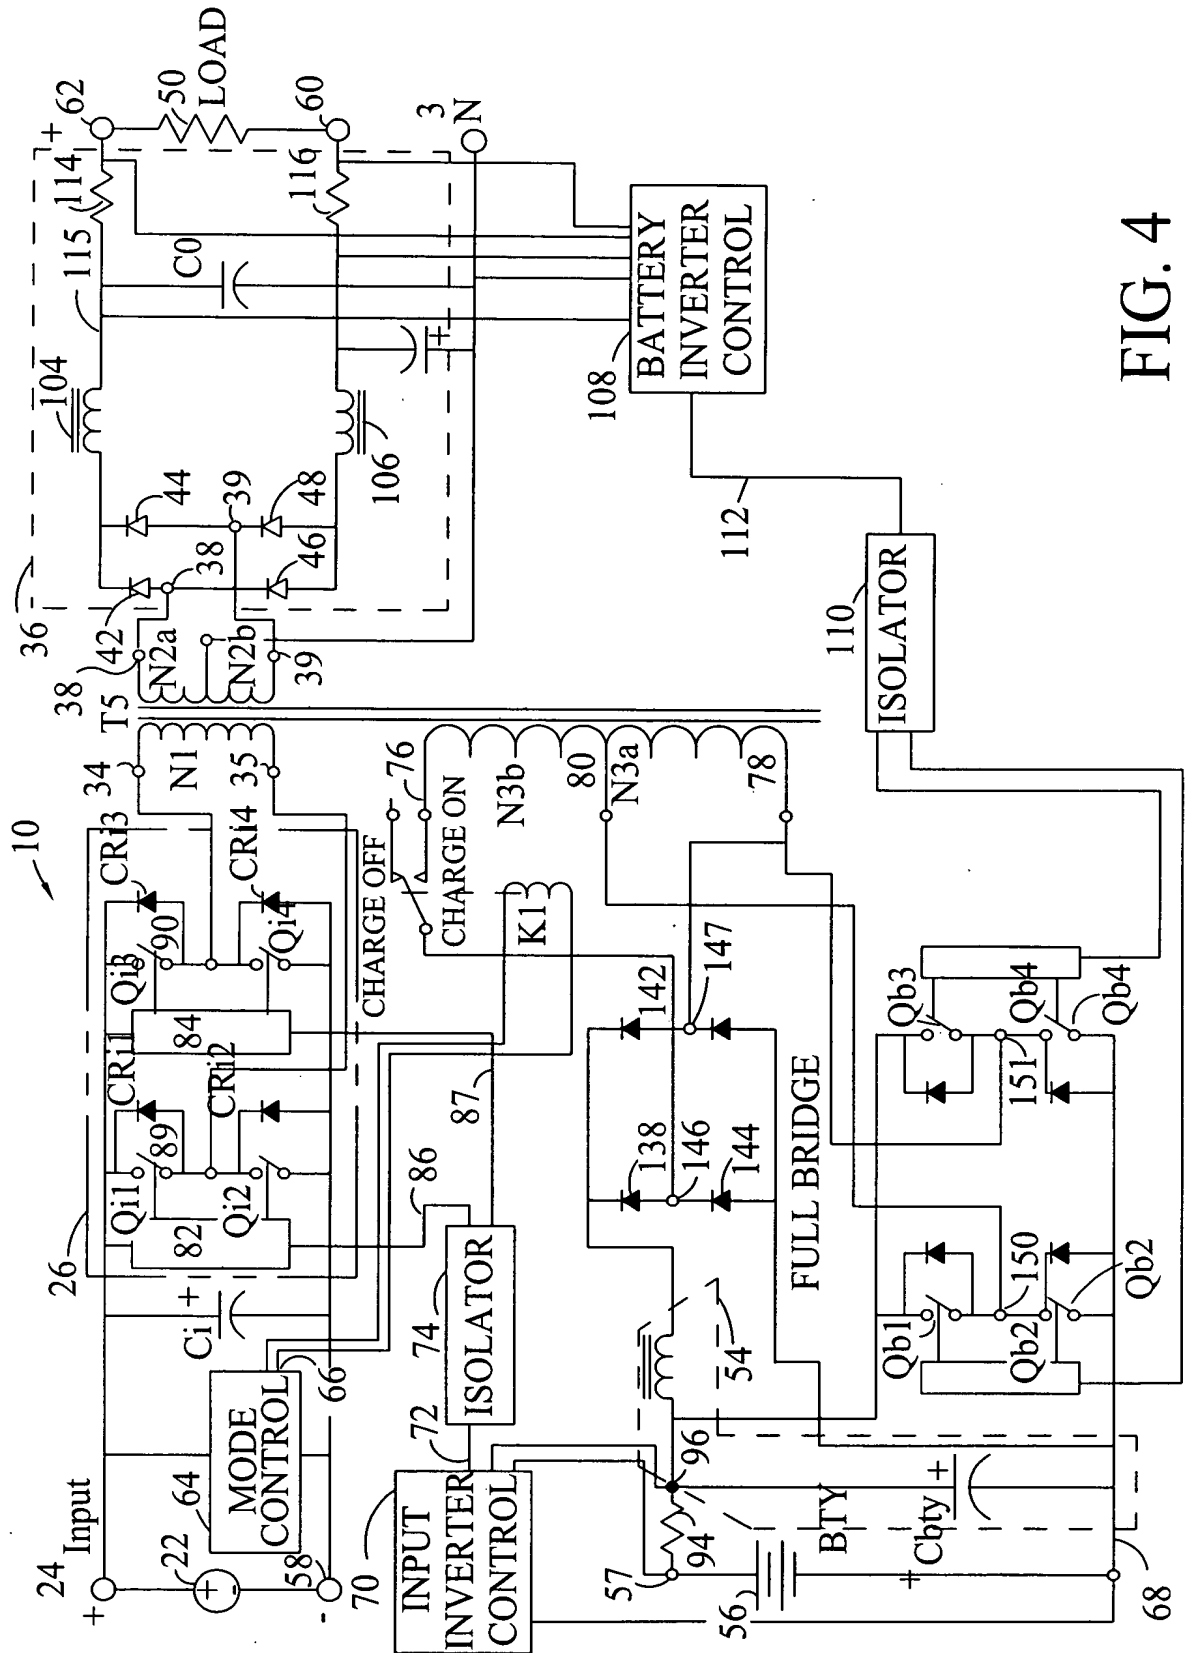 10
24
Input
+
22
+
-
58
-
64
MODE
CONTROL
66
Ci
+
26
Qi1
89
CRi1
82
Qi2
CRi2
84
Qi3
90
CRi3
Qi4
CRi4
34
N1
35
T5
38
N2a
N2b
39
36
42
38
44
39
46
48
104
106
115
114
C0
116
+
+
62
50
LOAD
60
3
N
70
INPUT
INVERTER
CONTROL
72
74
ISOLATOR
86
87
CHARGE OFF
CHARGE ON
K1
76
N3b
80
N3a
78
108
BATTERY
INVERTER
CONTROL
112
110
ISOLATOR
57
94
96
56
BTY
+
Cbty
+
68
54
138
146
144
142
147
FULL BRIDGE
Qb1
150
Qb2
Qb2
Qb3
151
Qb4
Qb4
FIG. 4